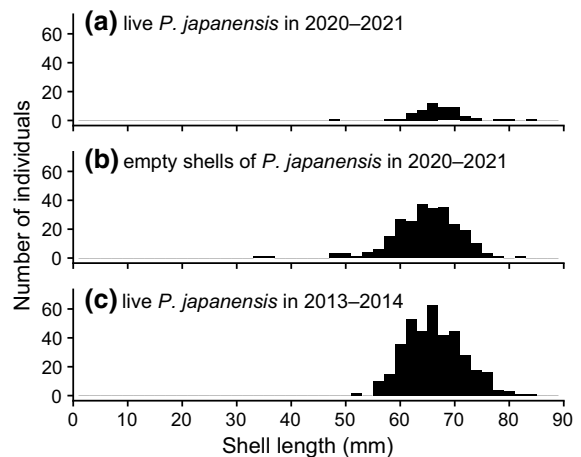 (a) live P. japanensis in 2020–2021
60
40
20
0
(b) empty shells of P. japanensis in 2020–2021
60
40
20
0
(c) live P. japanensis in 2013–2014
60
40
20
0
Number of individuals
0 10 20 30 40 50 60 70 80 90
Shell length (mm)